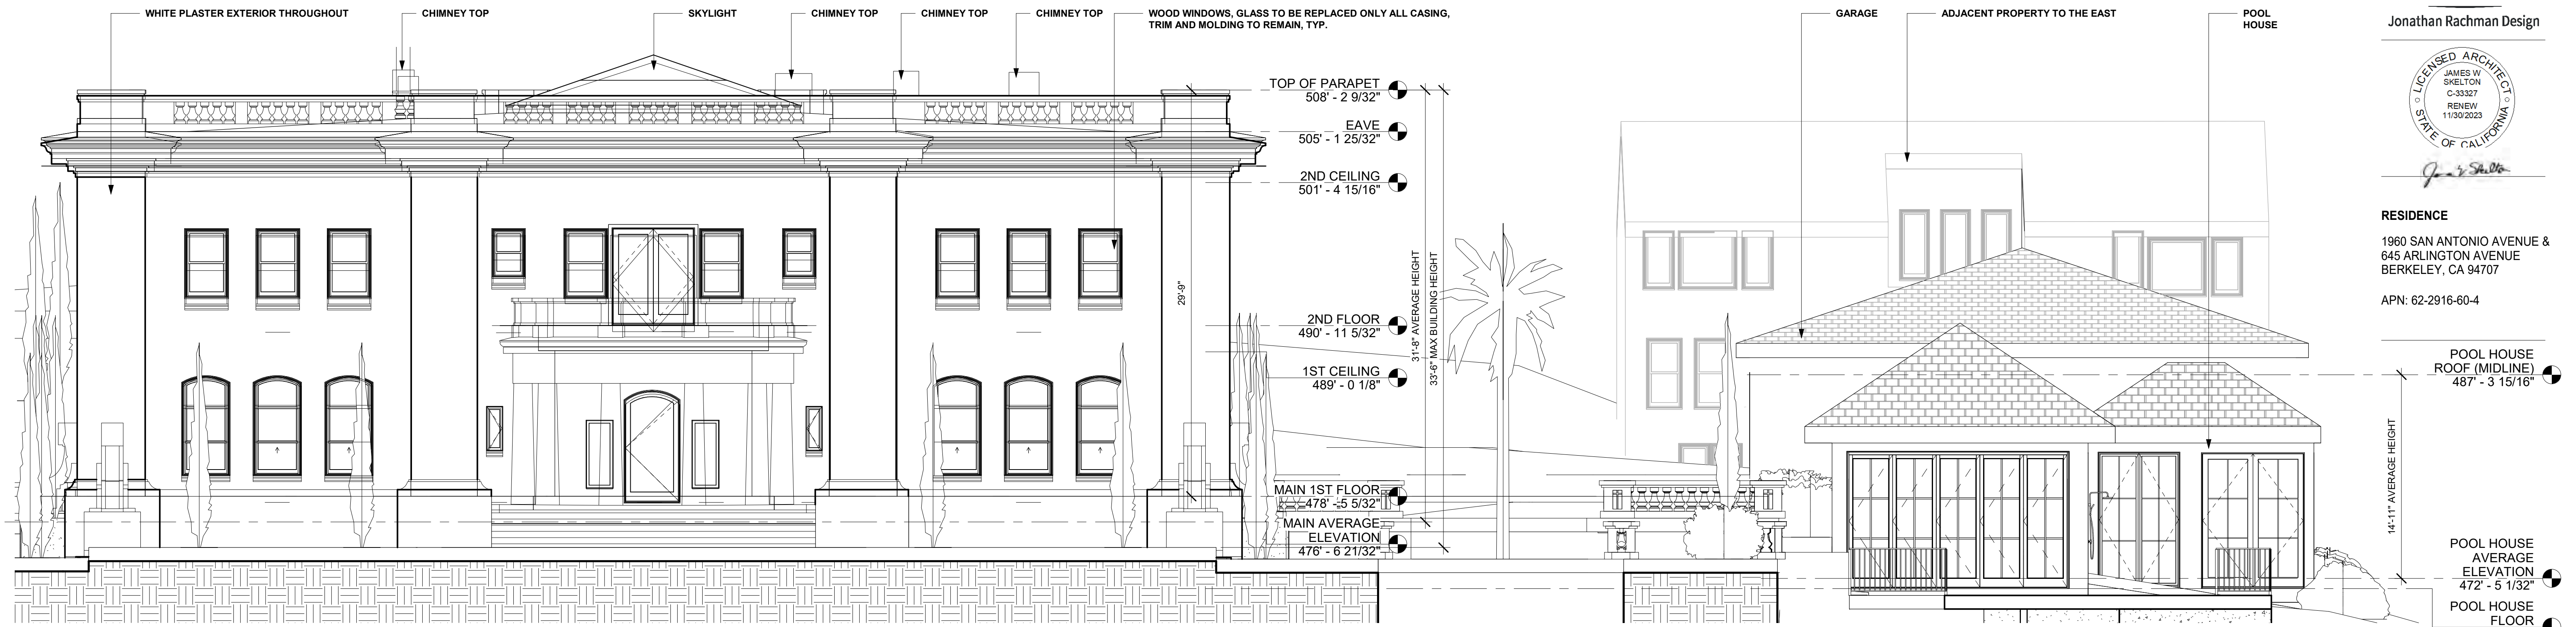 WHITE PLASTER EXTERIOR THROUGHOUT
CHIMNEY TOP
SKYLIGHT
CHIMNEY TOP
CHIMNEY TOP
CHIMNEY TOP
WOOD WINDOWS, GLASS TO BE REPLACED ONLY ALL CASING,
TRIM AND MOLDING TO REMAIN, TYP.
GARAGE
ADJACENT PROPERTY TO THE EAST
POOL
HOUSE
TOP OF PARAPET
508' - 2 9/32"
EAVE
505' - 1 25/32"
2ND CEILING
501' - 4 15/16"
2ND FLOOR
490' - 11 5/32"
1ST CEILING
489' - 0 1/8"
MAIN 1ST FLOOR
478' - 5 5/32"
MAIN AVERAGE
ELEVATION
476' - 6 21/32"
29'-9"
31'-8" AVERAGE HEIGHT
33'-6" MAX BUILDING HEIGHT
Jonathan Rachman Design
LICENSED ARCHITECT
JAMES W
SKELTON
C-33327
RENEW
11/30/2023
STATE OF CALIFORNIA
RESIDENCE
1960 SAN ANTONIO AVENUE &
645 ARLINGTON AVENUE
BERKELEY, CA 94707
APN: 62-2916-60-4
POOL HOUSE
ROOF (MIDLINE)
487' - 3 15/16"
14'-11" AVERAGE HEIGHT
POOL HOUSE
AVERAGE
ELEVATION
472' - 5 1/32"
POOL HOUSE
FLOOR